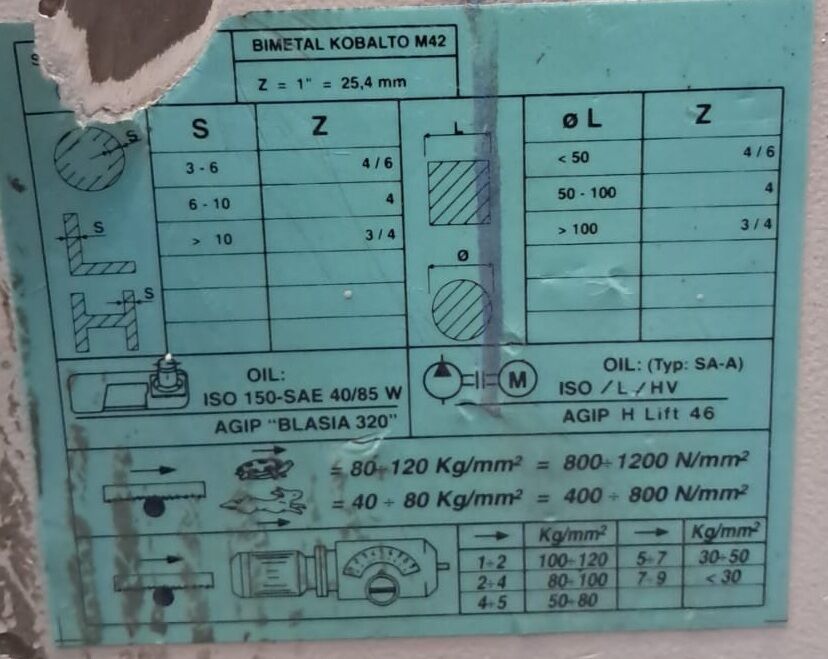 BIMETAL KOBALTO M42
Z = 1" = 25,4 mm
S Z
3 - 6 4 / 6
6 - 10 4
> 10 3 / 4
S
S
S
L
ø
ø L Z
< 50 4 / 6
50 - 100 4
> 100 3 / 4
OIL:
ISO 150-SAE 40/85 W
AGIP "BLASIA 320"
M
OIL: (Typ: SA-A)
ISO / L / HV
AGIP H Lift 46
= 80÷120 Kg/mm² = 800÷1200 N/mm²
= 40 ÷ 80 Kg/mm² = 400 ÷ 800 N/mm²
Kg/mm² Kg/mm²
1÷2 100÷120 5÷7 30÷50
2÷4 80÷100 7÷9 < 30
4÷5 50÷80